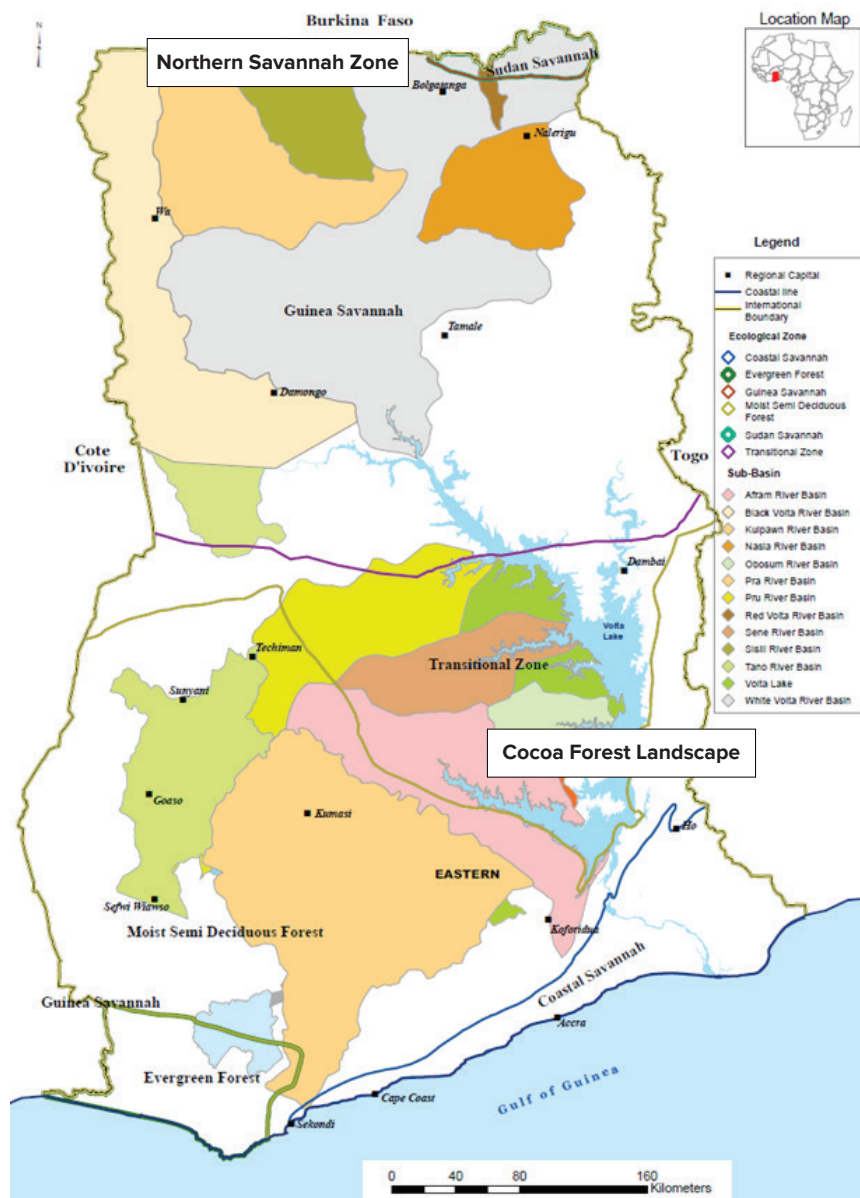 Burkina Faso
Location Map
N
Northern Savannah Zone
Sudan Savannah
Bolgatanga
Nalerigu
Wa
Guinea Savannah
Tamale
Damongo
Cote
D'ivoire
Togo
Dambai
Volta
Lake
Techiman
Transitional Zone
Sunyani
Cocoa Forest Landscape
Goaso
Kumasi
Ho
EASTERN
Sefwi Wiawso
Moist Semi Deciduous Forest
Koforidua
Coastal Savannah
Guinea Savannah
Accra
Evergreen Forest
Cape Coast
Gulf of Guinea
Sekondi
0 40 80 160
Kilometers
Legend
Regional Capital
Coastal line
International
Boundary
Ecological Zone
Coastal Savannah
Evergreen Forest
Guinea Savannah
Moist Semi Deciduous
Forest
Sudan Savannah
Transitional Zone
Sub-Basin
Afram River Basin
Black Volta River Basin
Kulpawn River Basin
Nasia River Basin
Obosum River Basin
Pra River Basin
Pru River Basin
Red Volta River Basin
Sene River Basin
Sisili River Basin
Tano River Basin
Volta Lake
White Volta River Basin